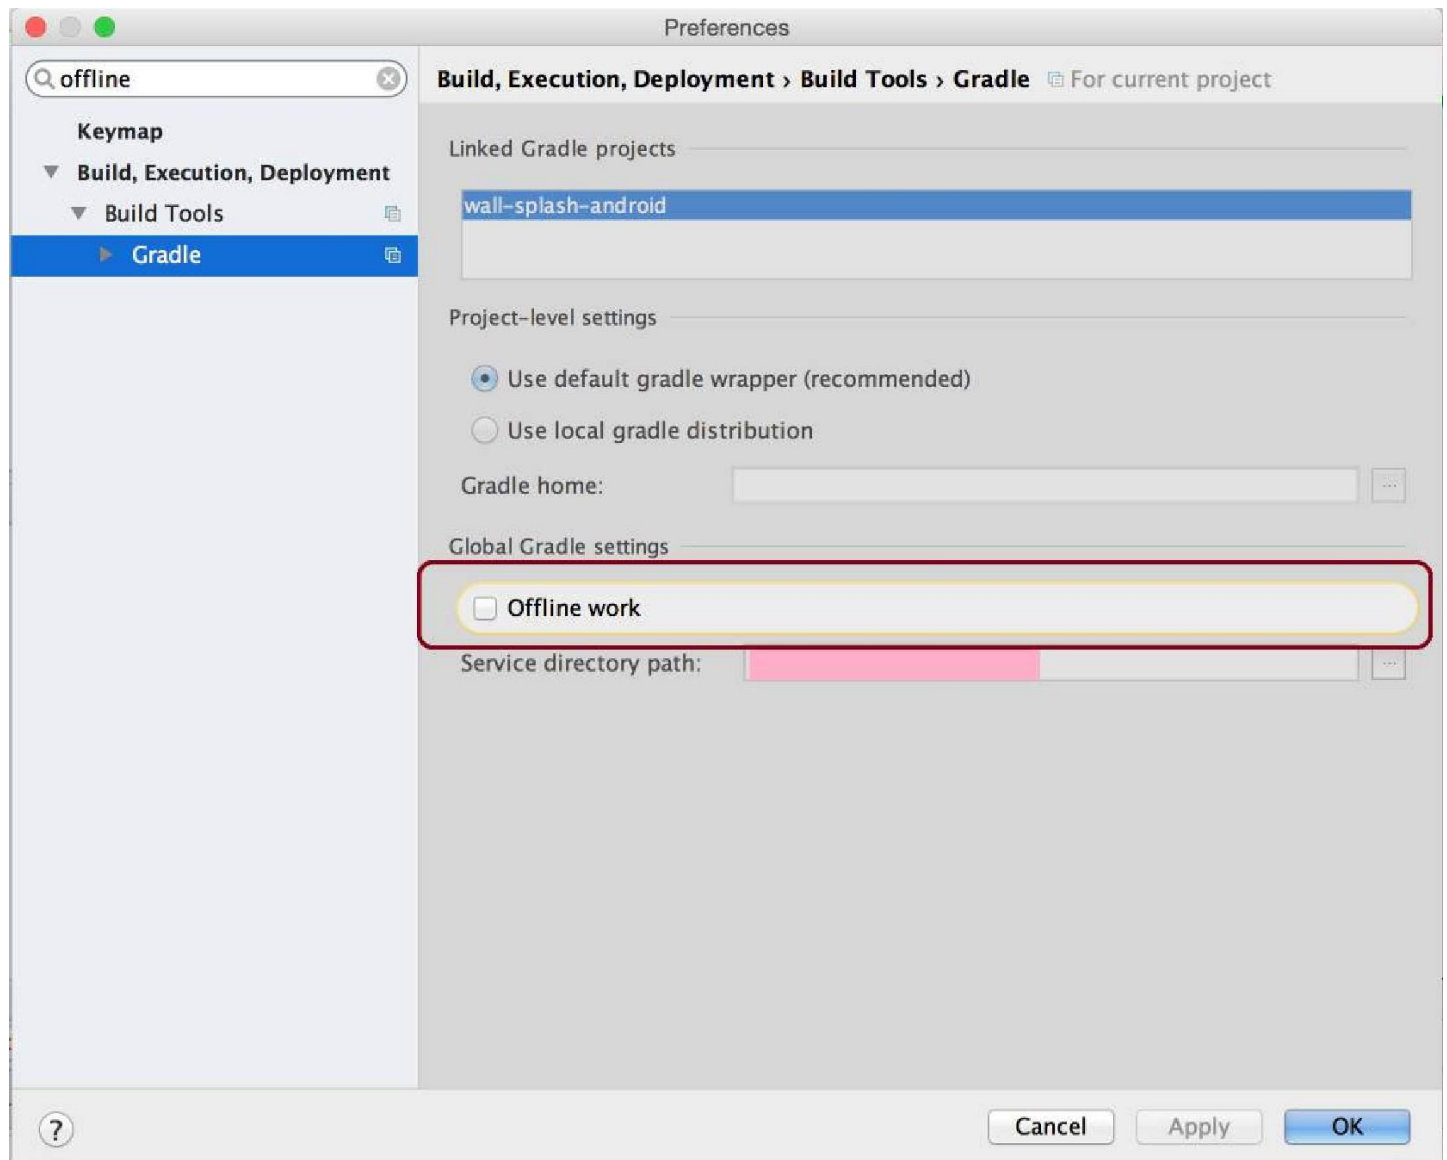 Preferences
offline
Keymap
Build, Execution, Deployment
Build Tools
Gradle
Build, Execution, Deployment › Build Tools › Gradle For current project
Linked Gradle projects
wall-splash-android
Project-level settings
Use default gradle wrapper (recommended)
Use local gradle distribution
Gradle home:
...
Global Gradle settings
Offline work
Service directory path:
...
?
Cancel
Apply
OK